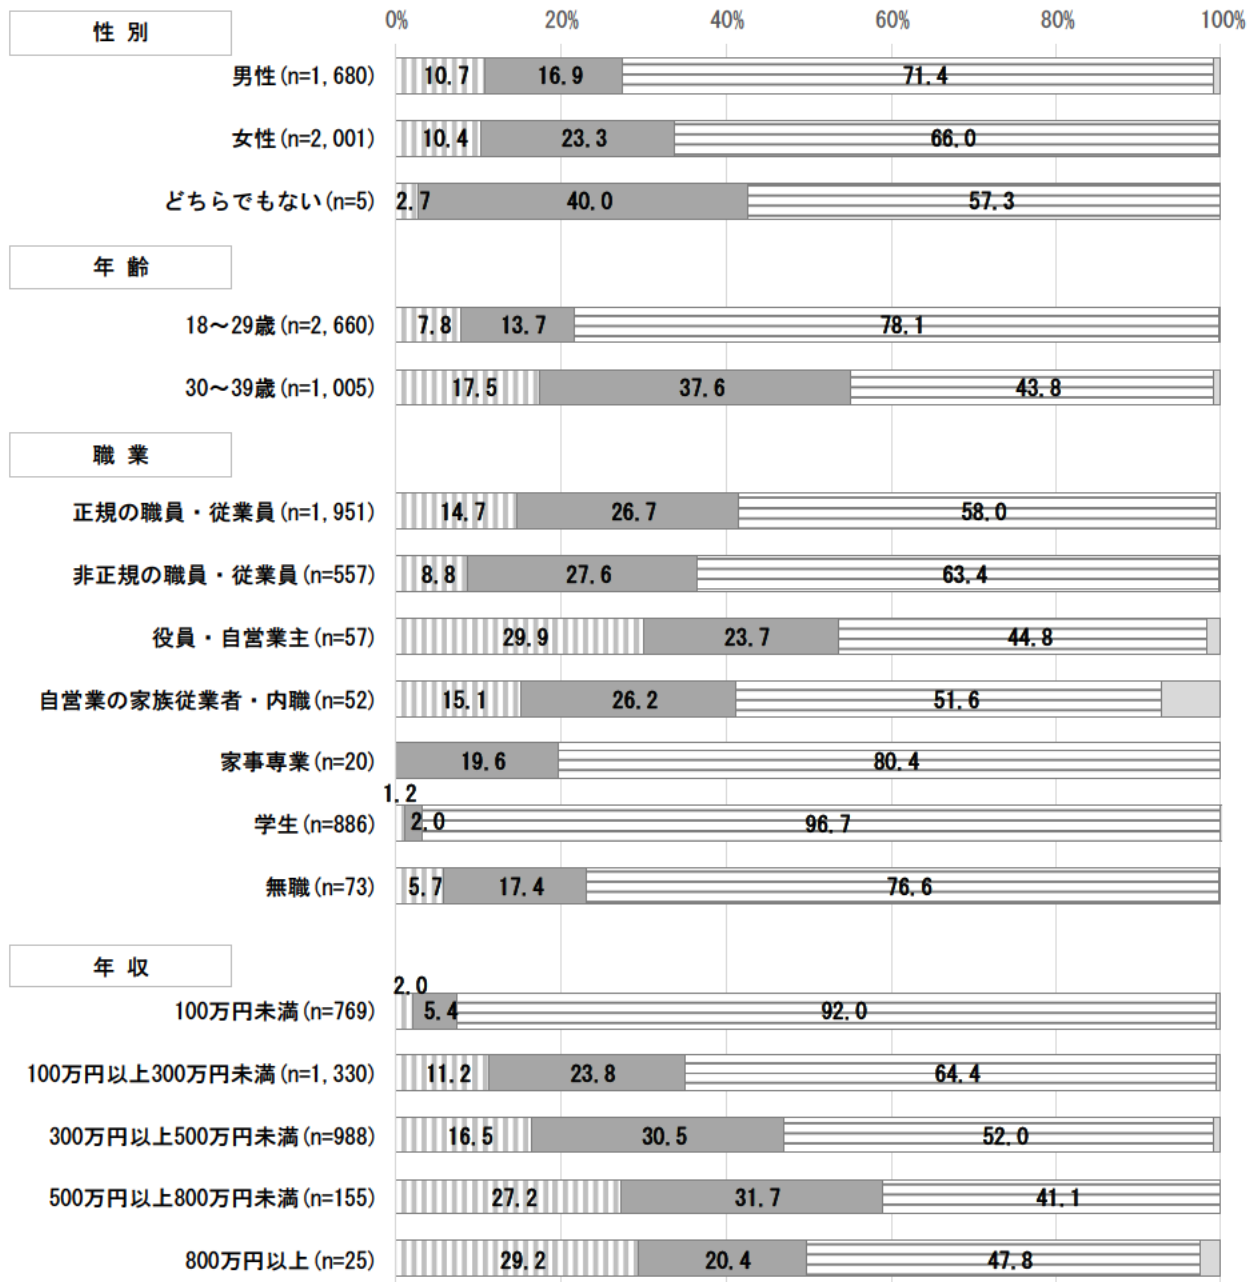 0% 20% 40% 60% 80% 100%
性 別
男性(n=1,680) 10.7 16.9 71.4
女性(n=2,001) 10.4 23.3 66.0
どちらでもない(n=5) 2.7 40.0 57.3
年 齢
18～29歳(n=2,660) 7.8 13.7 78.1
30～39歳(n=1,005) 17.5 37.6 43.8
職 業
正規の職員・従業員(n=1,951) 14.7 26.7 58.0
非正規の職員・従業員(n=557) 8.8 27.6 63.4
役員・自営業主(n=57) 29.9 23.7 44.8
自営業の家族従業者・内職(n=52) 15.1 26.2 51.6
家事専業(n=20) 19.6 80.4
学生(n=886) 1.2 2.0 96.7
無職(n=73) 5.7 17.4 76.6
年 収
100万円未満(n=769) 2.0 5.4 92.0
100万円以上300万円未満(n=1,330) 11.2 23.8 64.4
300万円以上500万円未満(n=988) 16.5 30.5 52.0
500万円以上800万円未満(n=155) 27.2 31.7 41.1
800万円以上(n=25) 29.2 20.4 47.8